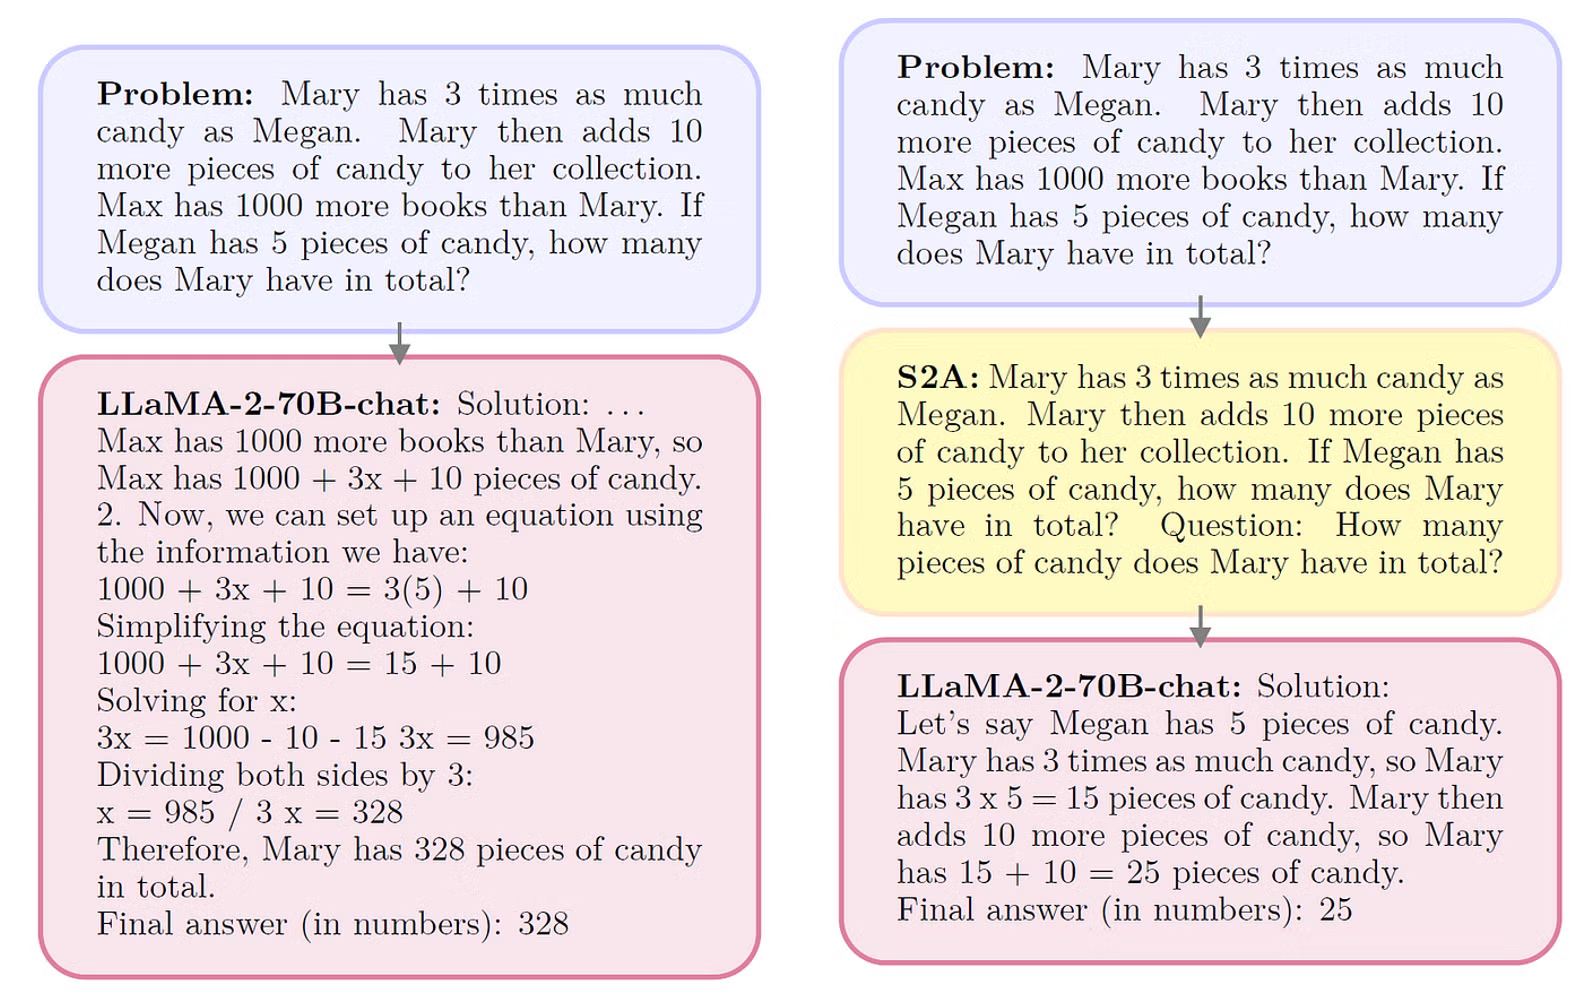 Problem: Mary has 3 times as much
candy as Megan. Mary then adds 10
more pieces of candy to her collection.
Max has 1000 more books than Mary. If
Megan has 5 pieces of candy, how many
does Mary have in total?
LLaMA-2-70B-chat: Solution: ...
Max has 1000 more books than Mary, so
Max has 1000 + 3x + 10 pieces of candy.
2. Now, we can set up an equation using
the information we have:
1000 + 3x + 10 = 3(5) + 10
Simplifying the equation:
1000 + 3x + 10 = 15 + 10
Solving for x:
3x = 1000 - 10 - 15 3x = 985
Dividing both sides by 3:
x = 985 / 3 x = 328
Therefore, Mary has 328 pieces of candy
in total.
Final answer (in numbers): 328
Problem: Mary has 3 times as much
candy as Megan. Mary then adds 10
more pieces of candy to her collection.
Max has 1000 more books than Mary. If
Megan has 5 pieces of candy, how many
does Mary have in total?
S2A: Mary has 3 times as much candy as
Megan. Mary then adds 10 more pieces
of candy to her collection. If Megan has
5 pieces of candy, how many does Mary
have in total? Question: How many
pieces of candy does Mary have in total?
LLaMA-2-70B-chat: Solution:
Let's say Megan has 5 pieces of candy.
Mary has 3 times as much candy, so Mary
has 3 x 5 = 15 pieces of candy. Mary then
adds 10 more pieces of candy, so Mary
has 15 + 10 = 25 pieces of candy.
Final answer (in numbers): 25